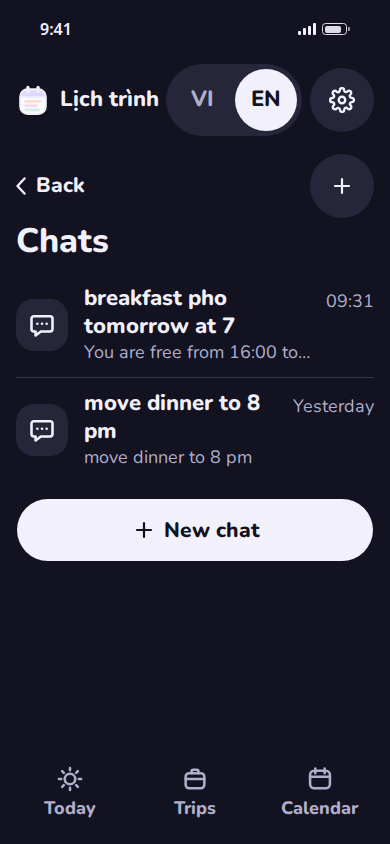 9:41
Lịch trình
VI
EN
Back
Chats
breakfast pho
tomorrow at 7
09:31
You are free from 16:00 to...
move dinner to 8
pm
Yesterday
move dinner to 8 pm
New chat
Today
Trips
Calendar